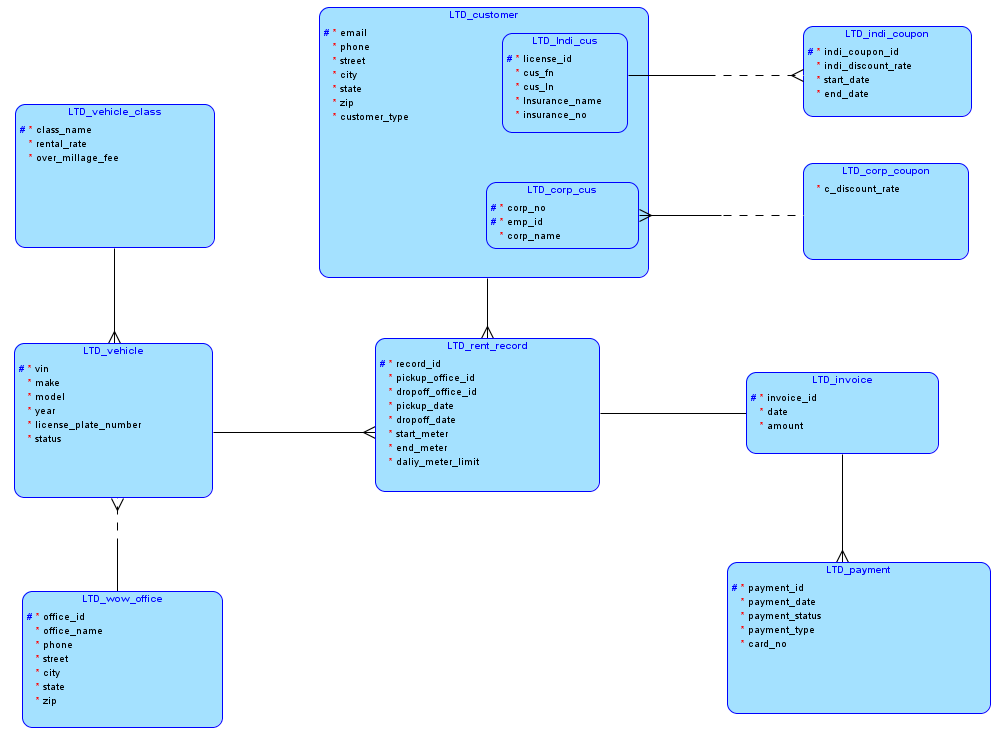 LTD_customer
# * email
* phone
* street
* city
* state
* zip
* customer_type
LTD_Indi_cus
# * license_id
* cus_fn
* cus_ln
* Insurance_name
* insurance_no
LTD_corp_cus
# * corp_no
# * emp_id
* corp_name
LTD_indi_coupon
# * indi_coupon_id
* indi_discount_rate
* start_date
* end_date
LTD_corp_coupon
* c_discount_rate
LTD_vehicle_class
# * class_name
* rental_rate
* over_millage_fee
LTD_vehicle
# * vin
* make
* model
* year
* license_plate_number
* status
LTD_rent_record
# * record_id
* pickup_office_id
* dropoff_office_id
* pickup_date
* dropoff_date
* start_meter
* end_meter
* daliy_meter_limit
LTD_invoice
# * invoice_id
* date
* amount
LTD_wow_office
# * office_id
* office_name
* phone
* street
* city
* state
* zip
LTD_payment
# * payment_id
* payment_date
* payment_status
* payment_type
* card_no